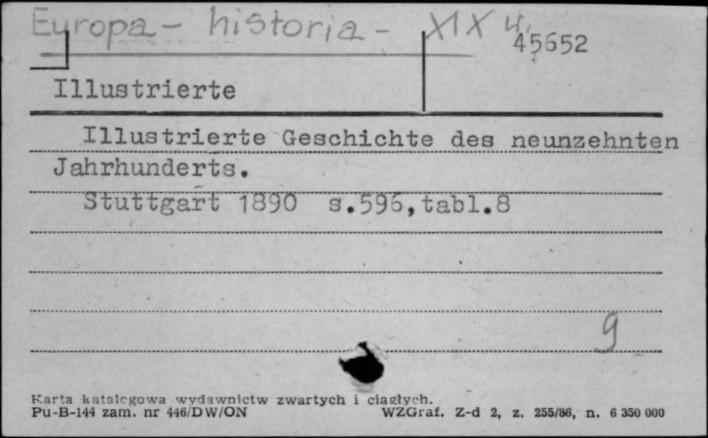 Europa - historia - XIX w.
45652
Illustrierte
Illustrierte Geschichte des neunzehnten
Jahrhunderts.
Stuttgart 1890 s.596,tabl.8
9
Karta katalogowa wydawnictw zwartych i ciągłych.
Pu-B-144 zam. nr 446/DW/ON WZGraf. Z-d 2, z. 255/86, n. 6 350 000